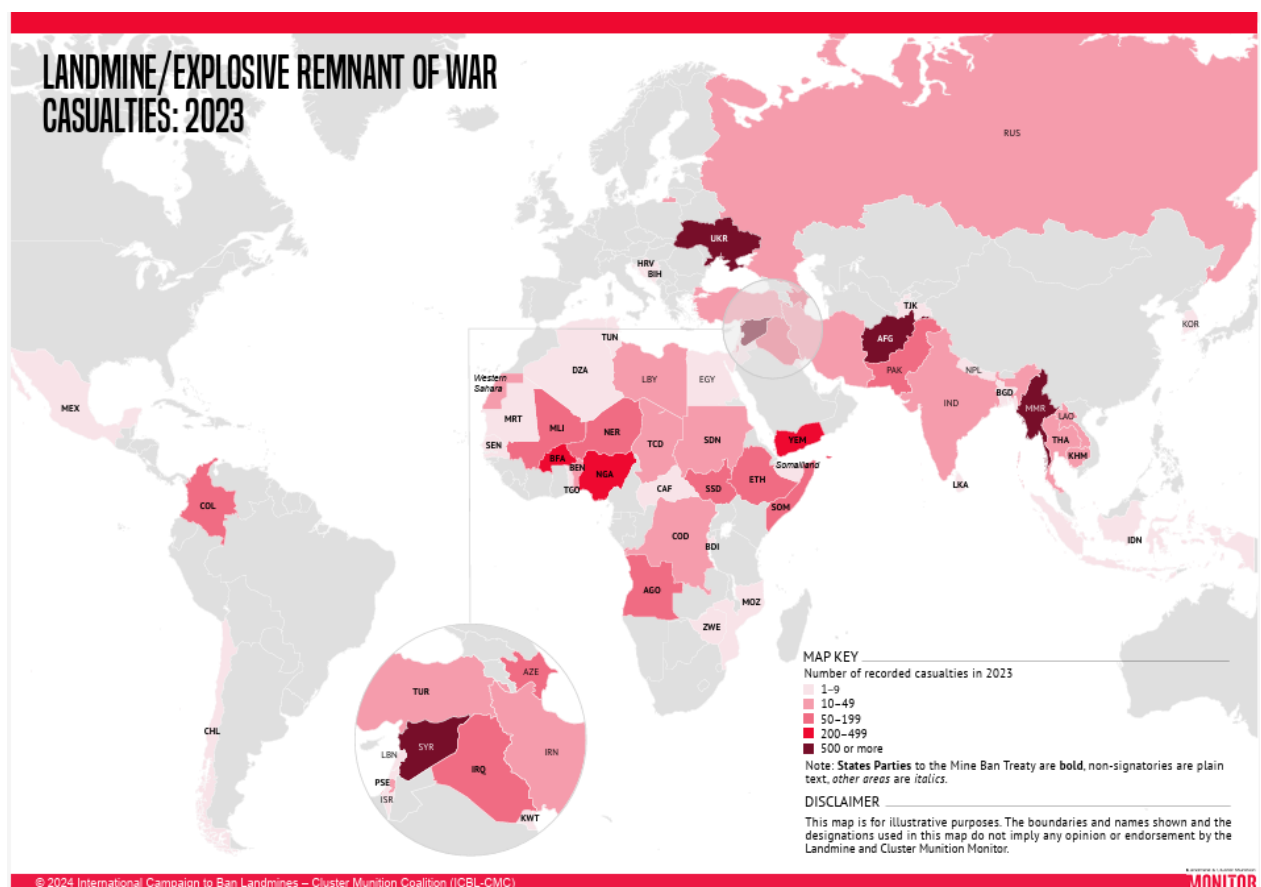 LANDMINE/EXPLOSIVE REMNANT OF WAR
CASUALTIES: 2023
RUS
UKR
HRV
BIH
TJK
KOR
TUN
AFG
DZA
LBY
EGY
PAK
NPL
Western
Sahara
IND
BGD
MMR
LAO
MEX
MRT
MLI
NER
TCD
SDN
YEM
THA
SEN
BFA
BEN
NGA
Somaliland
KHM
TGO
CAF
SSD
ETH
LKA
COL
SOM
COD
BDI
IDN
AGO
MOZ
ZWE
CHL
AZE
TUR
SYR
LBN
IRN
IRQ
PSE
ISR
KWT
MAP KEY
Number of recorded casualties in 2023
1–9
10–49
50–199
200–499
500 or more
Note: States Parties to the Mine Ban Treaty are bold, non-signatories are plain
text, other areas are italics.
DISCLAIMER
This map is for illustrative purposes. The boundaries and names shown and the
designations used in this map do not imply any opinion or endorsement by the
Landmine and Cluster Munition Monitor.
© 2024 International Campaign to Ban Landmines – Cluster Munition Coalition (ICBL-CMC)
MONITOR